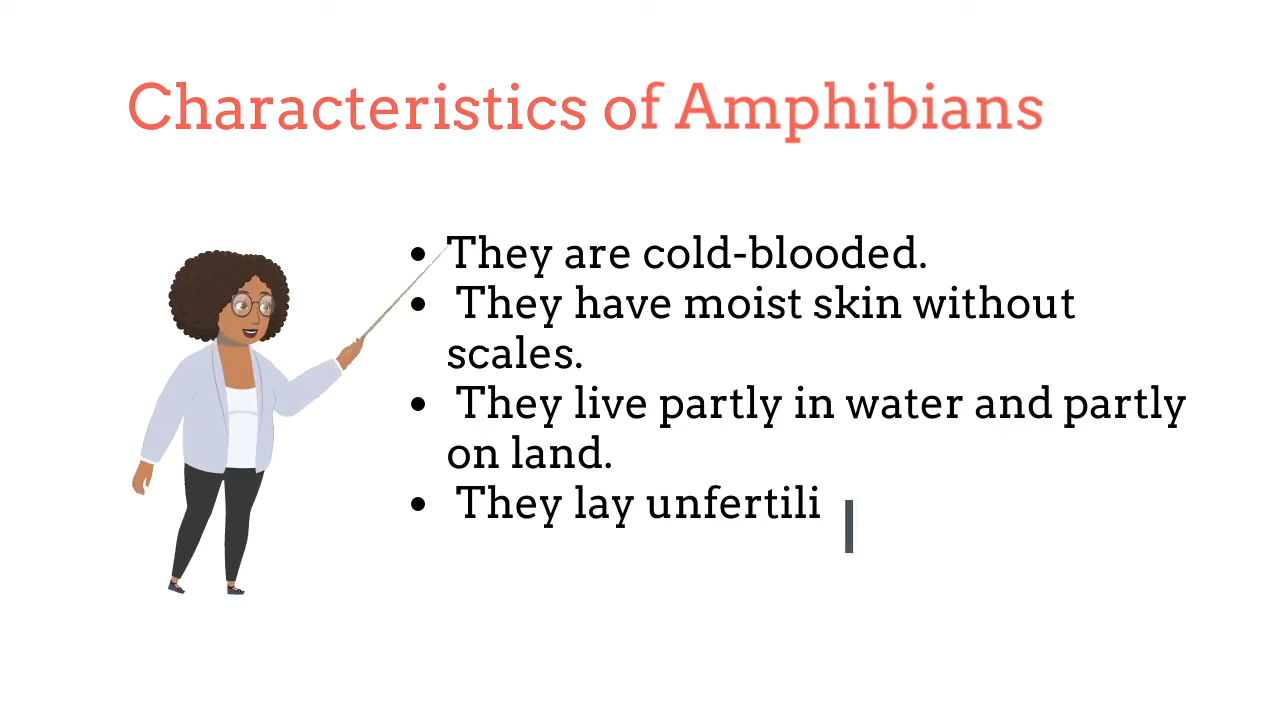 Characteristics of Amphibians
• They are cold-blooded.
• They have moist skin without
scales.
• They live partly in water and partly
on land.
• They lay unfertili